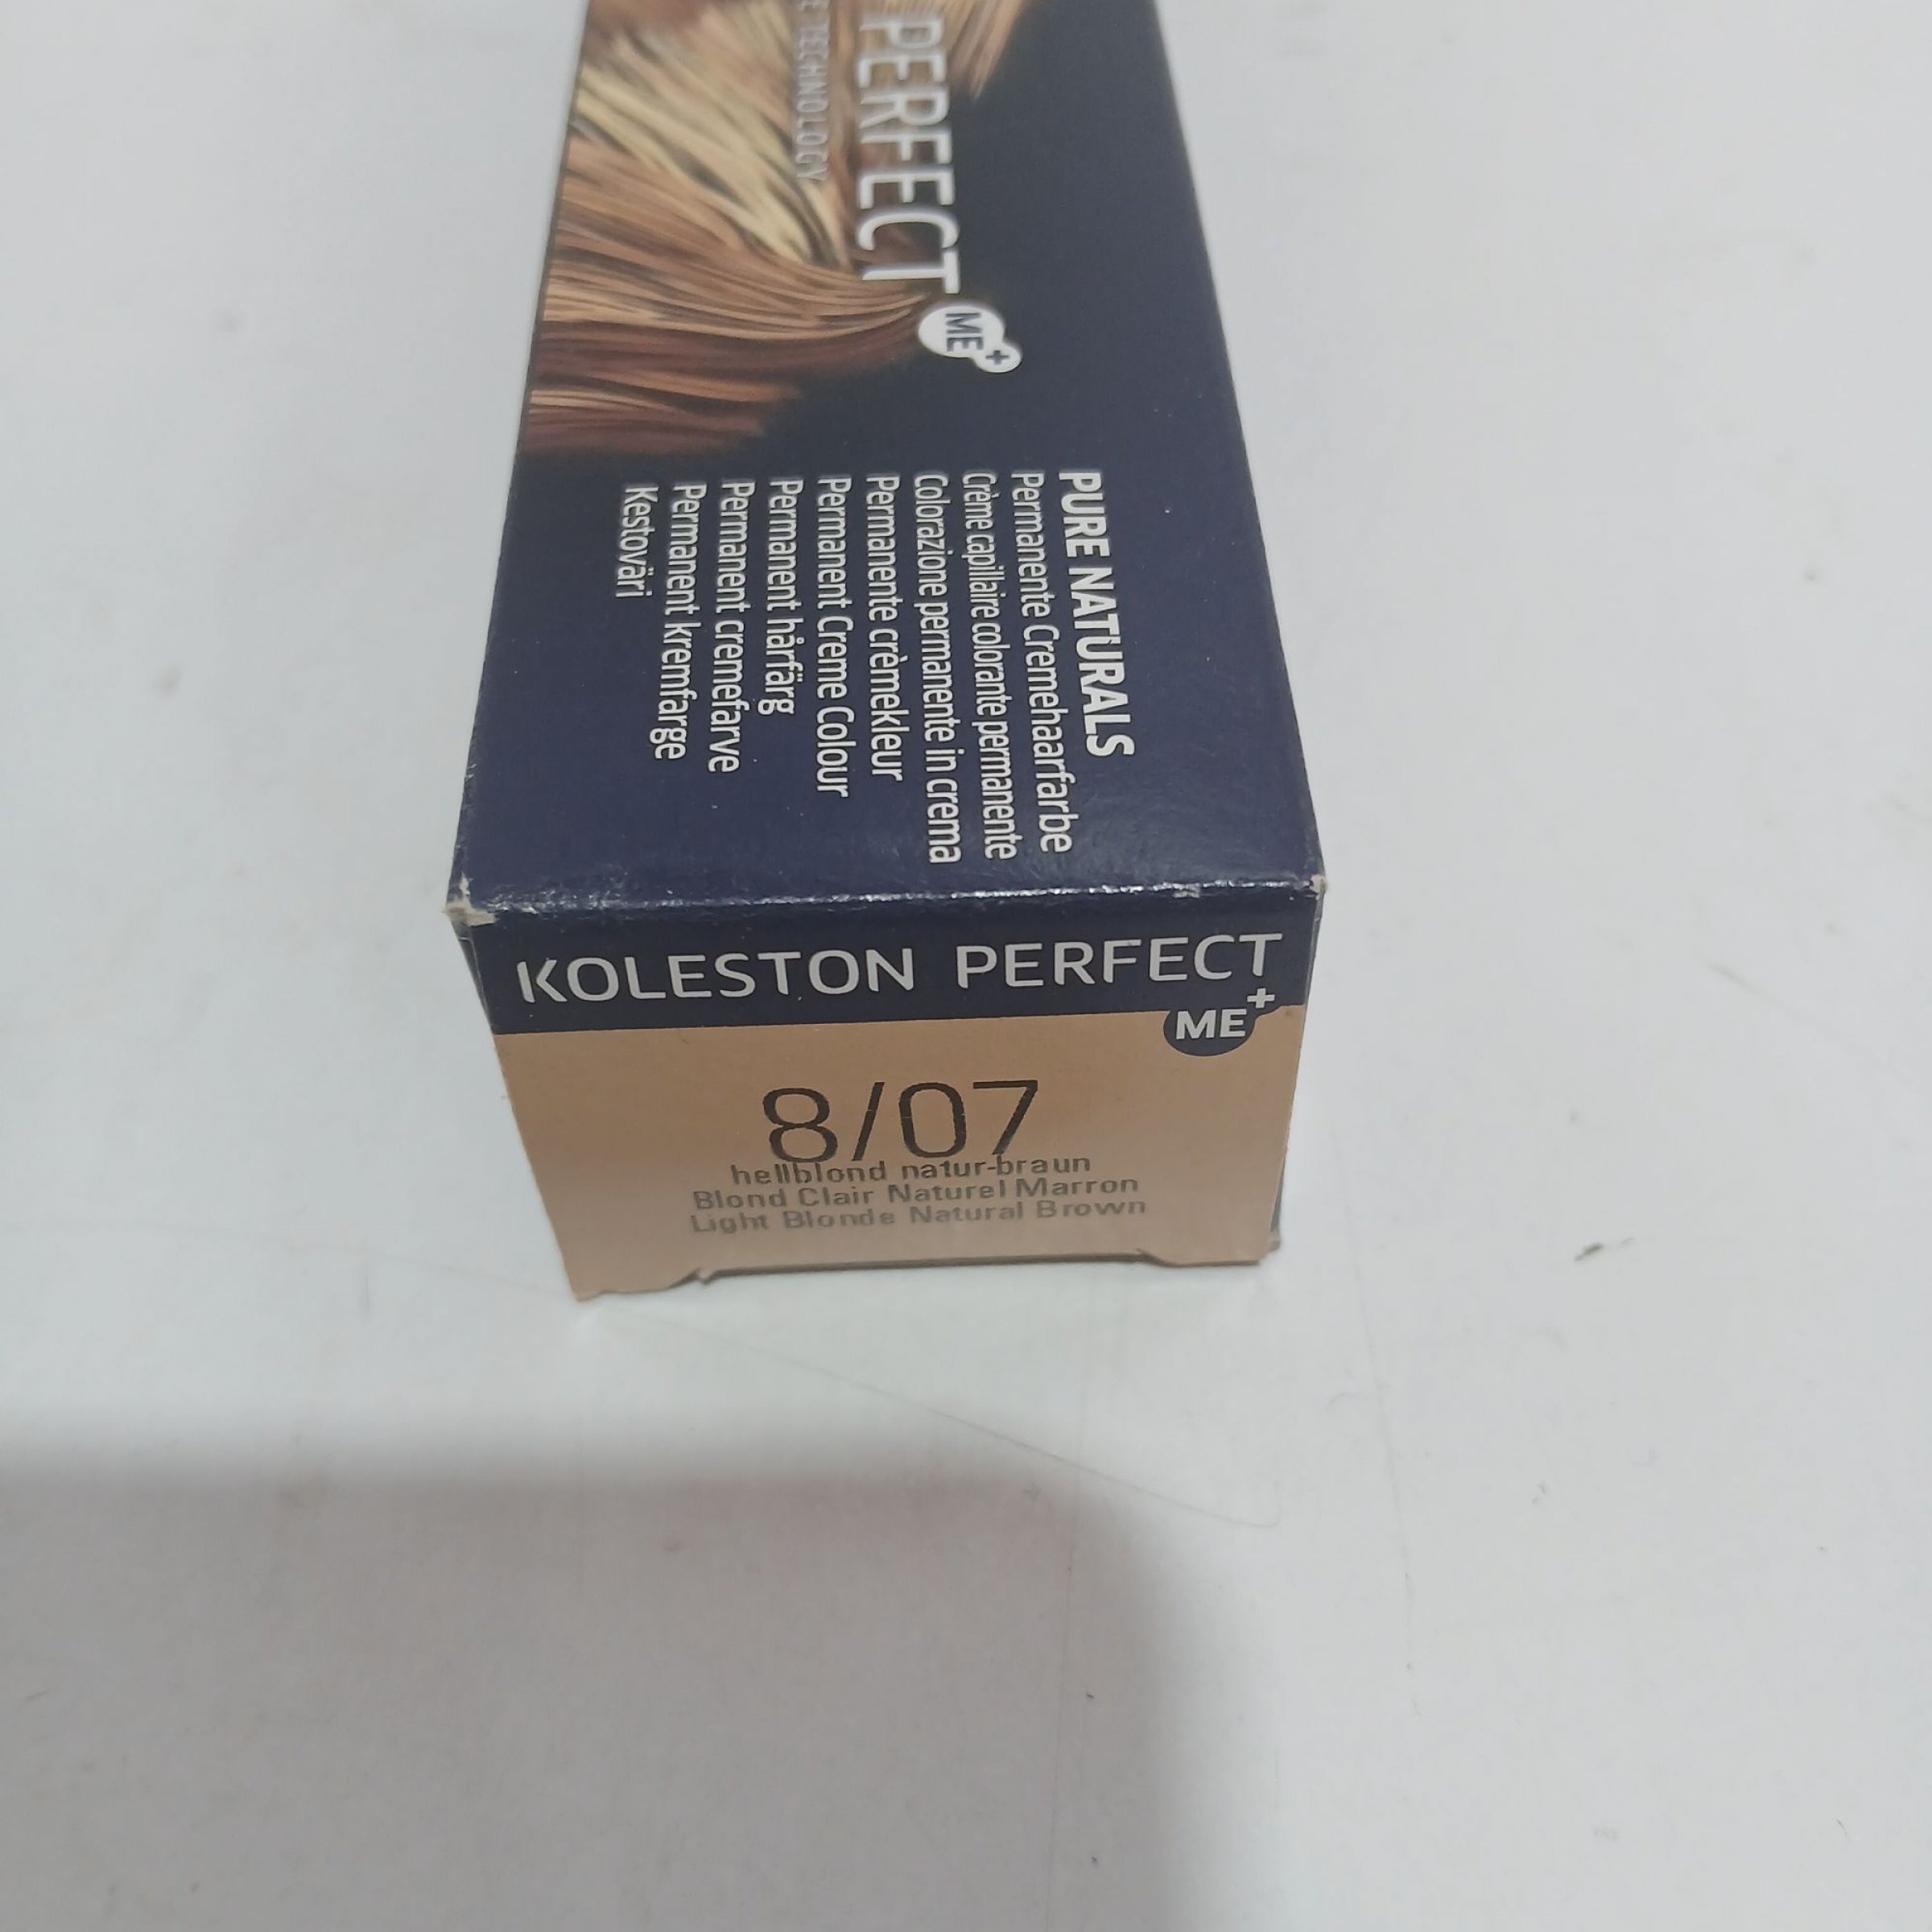 PERFECT ME+
TECHNOLOGY
PURE NATURALS
Permanente Cremehaarfarbe
Crème capillaire colorante permanente
Colorazione permanente in crema
Permanente crèmekleur
Permanent Creme Colour
Permanent hårfärg
Permanent cremefarve
Permanent kremfarge
Kestoväri
KOLESTON PERFECT
ME+
8/07
hellblond natur-braun
Blond Clair Naturel Marron
Light Blonde Natural Brown